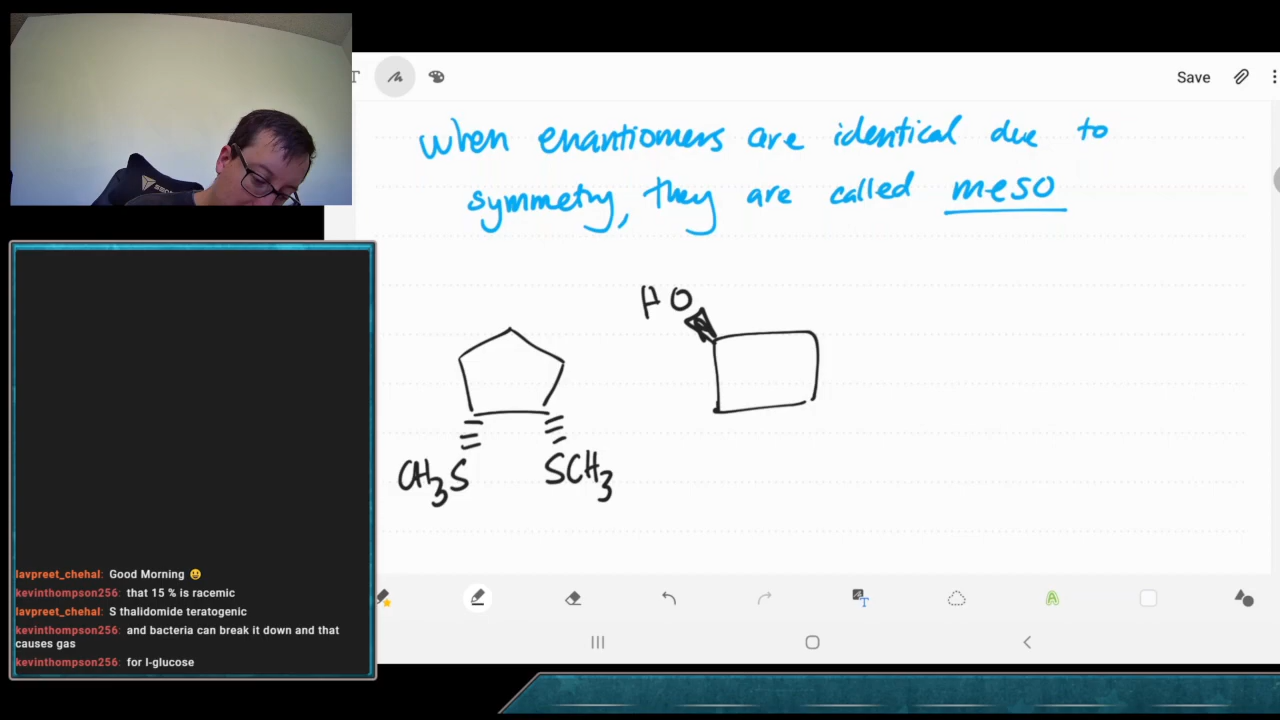 T
Save
when enantiomers are identical due to
symmetry, they are called meso
HO
CH3S
SCH3
lavpreet_chehal: Good Morning 😃
kevinthompson256: that 15 % is racemic
lavpreet_chehal: S thalidomide teratogenic
kevinthompson256: and bacteria can break it down and that
causes gas
kevinthompson256: for l-glucose